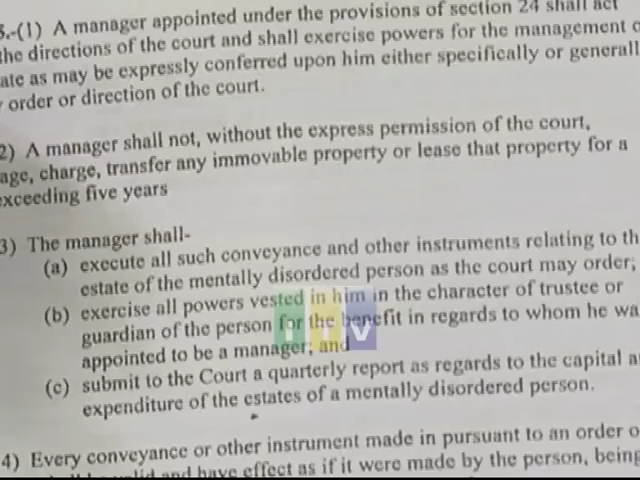 5.-(1) A manager appointed under the provisions of section 24 shall act
the directions of the court and shall exercise powers for the management o
ate as may be expressly conferred upon him either specifically or generall
order or direction of the court.
2) A manager shall not, without the express permission of the court,
age, charge, transfer any immovable property or lease that property for a
exceeding five years
3) The manager shall-
(a) execute all such conveyance and other instruments relating to th
estate of the mentally disordered person as the court may order;
(b) exercise all powers vested in him in the character of trustee or
guardian of the person for the benefit in regards to whom he wa
appointed to be a manager; and
itv
(c) submit to the Court a quarterly report as regards to the capital a
expenditure of the estates of a mentally disordered person.
4) Every conveyance or other instrument made in pursuant to an order o
and have effect as if it were made by the person, being